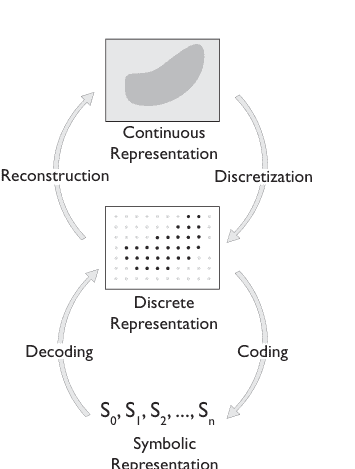 Continuous
Representation
Reconstruction
Discretization
Discrete
Representation
Decoding
Coding
S0, S1, S2, ..., Sn
Symbolic
Representation